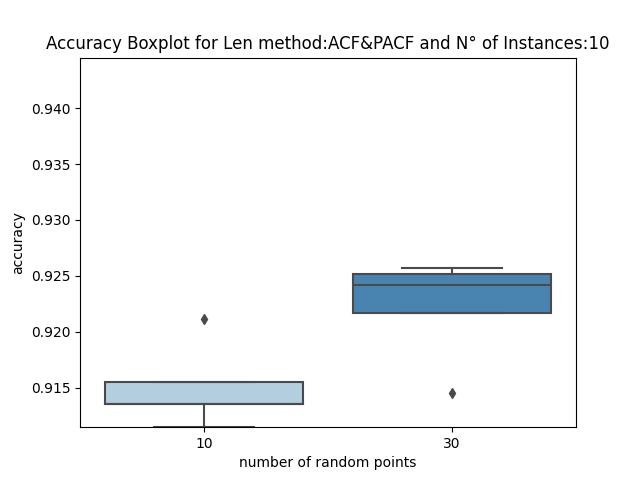 Accuracy Boxplot for Len method:ACF&PACF and N° of Instances:10
0.940
0.935
0.930
0.925
0.920
0.915
accuracy
10
30
number of random points